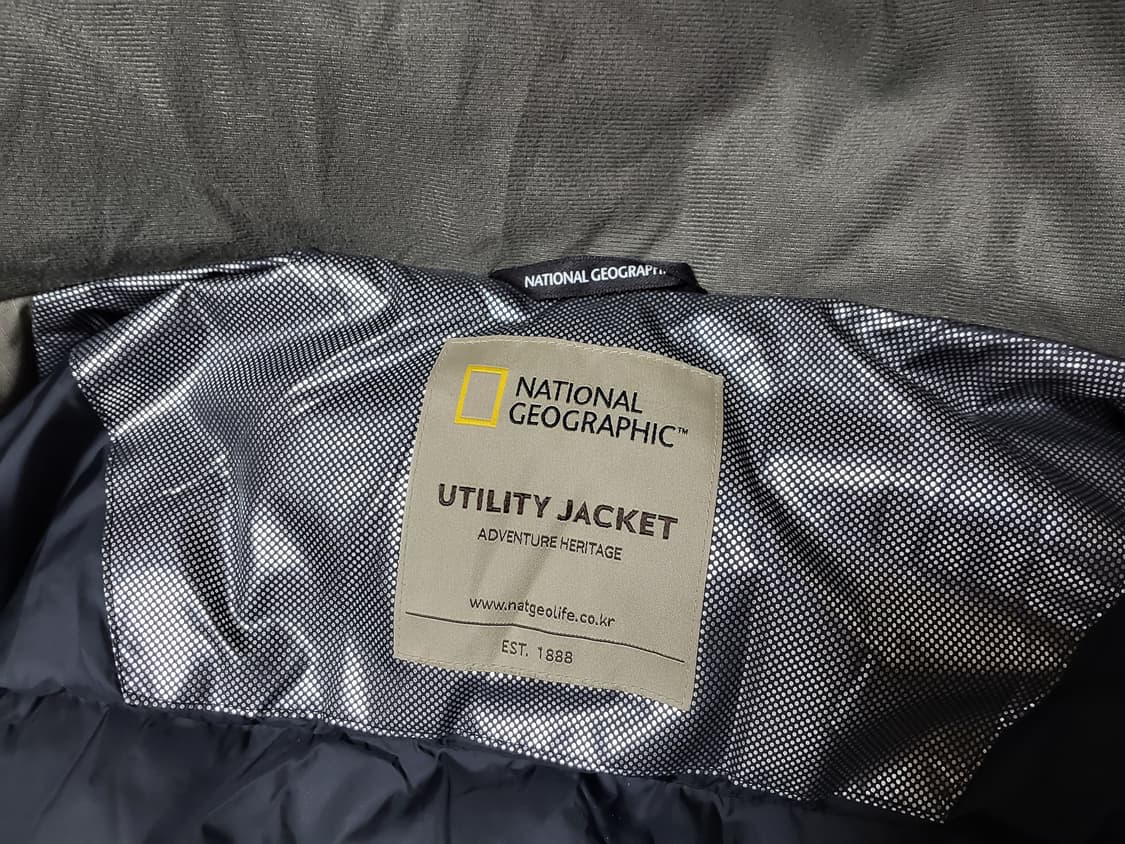 NATIONAL
NATIONAL
GEOGRAPHIC™
UTILITY JACKET
ADVENTURE HERITAGE
www.natgeolife.co.kr
EST. 1888